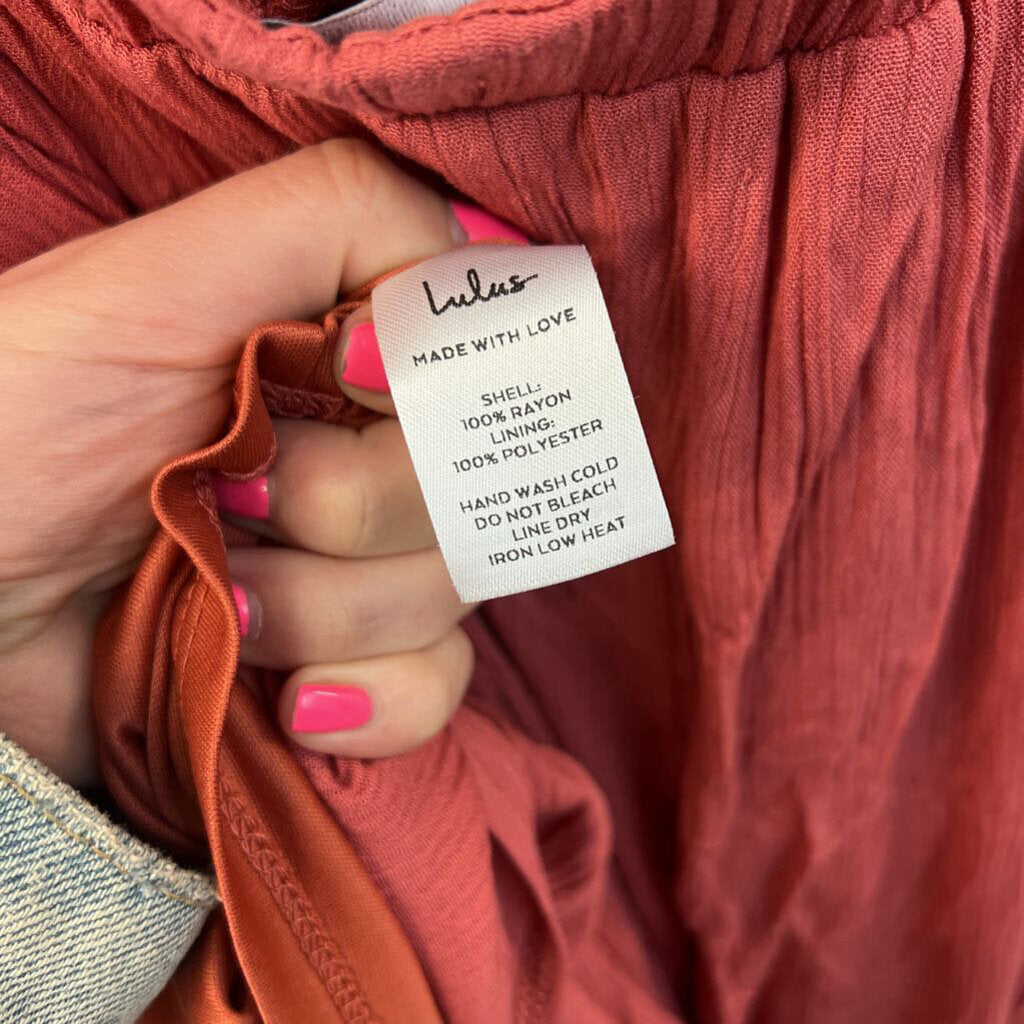 Lulus
MADE WITH LOVE
SHELL:
100% RAYON
LINING:
100% POLYESTER
HAND WASH COLD
DO NOT BLEACH
LINE DRY
IRON LOW HEAT